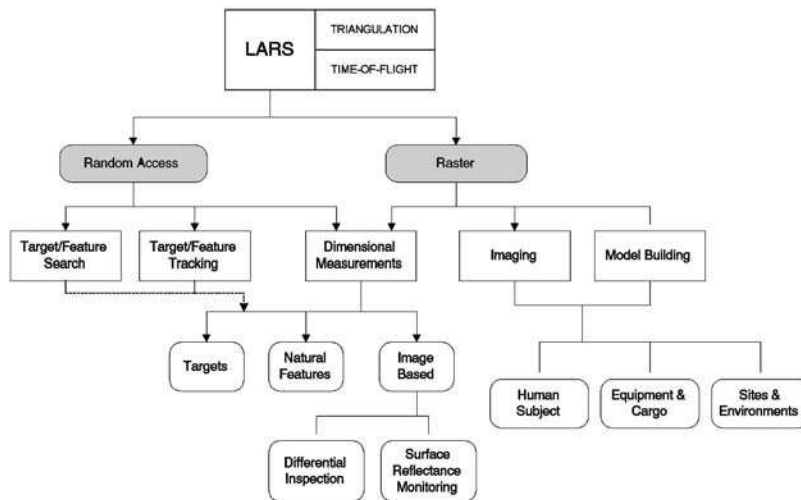 LARS
TRIANGULATION
TIME-OF-FLIGHT
Random Access
Raster
Target/Feature
Search
Target/Feature
Tracking
Dimensional
Measurements
Imaging
Model Building
Targets
Natural
Features
Image
Based
Human
Subject
Equipment &
Cargo
Sites &
Environments
Differential
Inspection
Surface
Reflectance
Monitoring